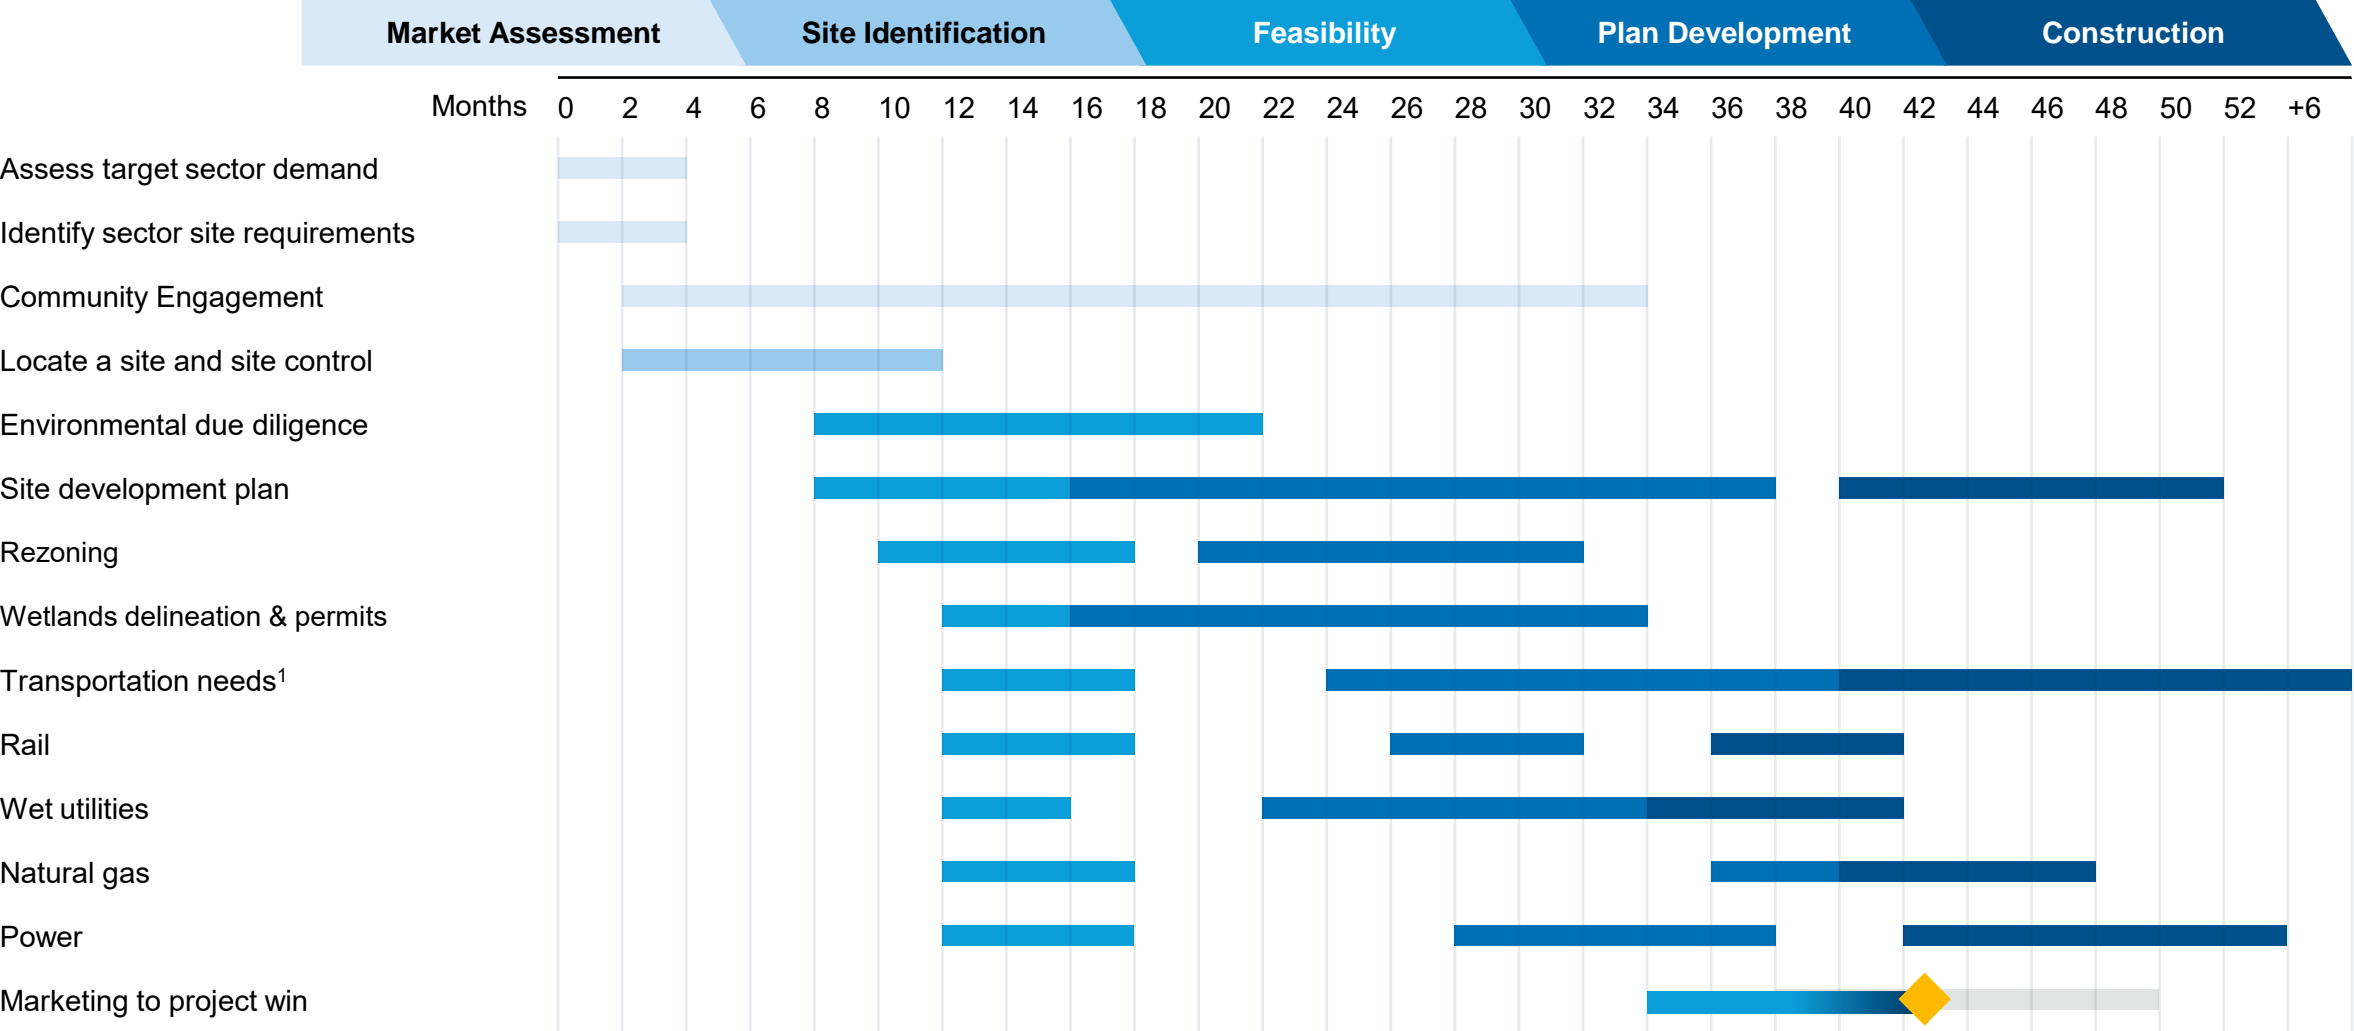 Market Assessment Site Identification Feasibility Plan Development Construction
Months 0 2 4 6 8 10 12 14 16 18 20 22 24 26 28 30 32 34 36 38 40 42 44 46 48 50 52 +6
Assess target sector demand
Identify sector site requirements
Community Engagement
Locate a site and site control
Environmental due diligence
Site development plan
Rezoning
Wetlands delineation & permits
Transportation needs¹
Rail
Wet utilities
Natural gas
Power
Marketing to project win